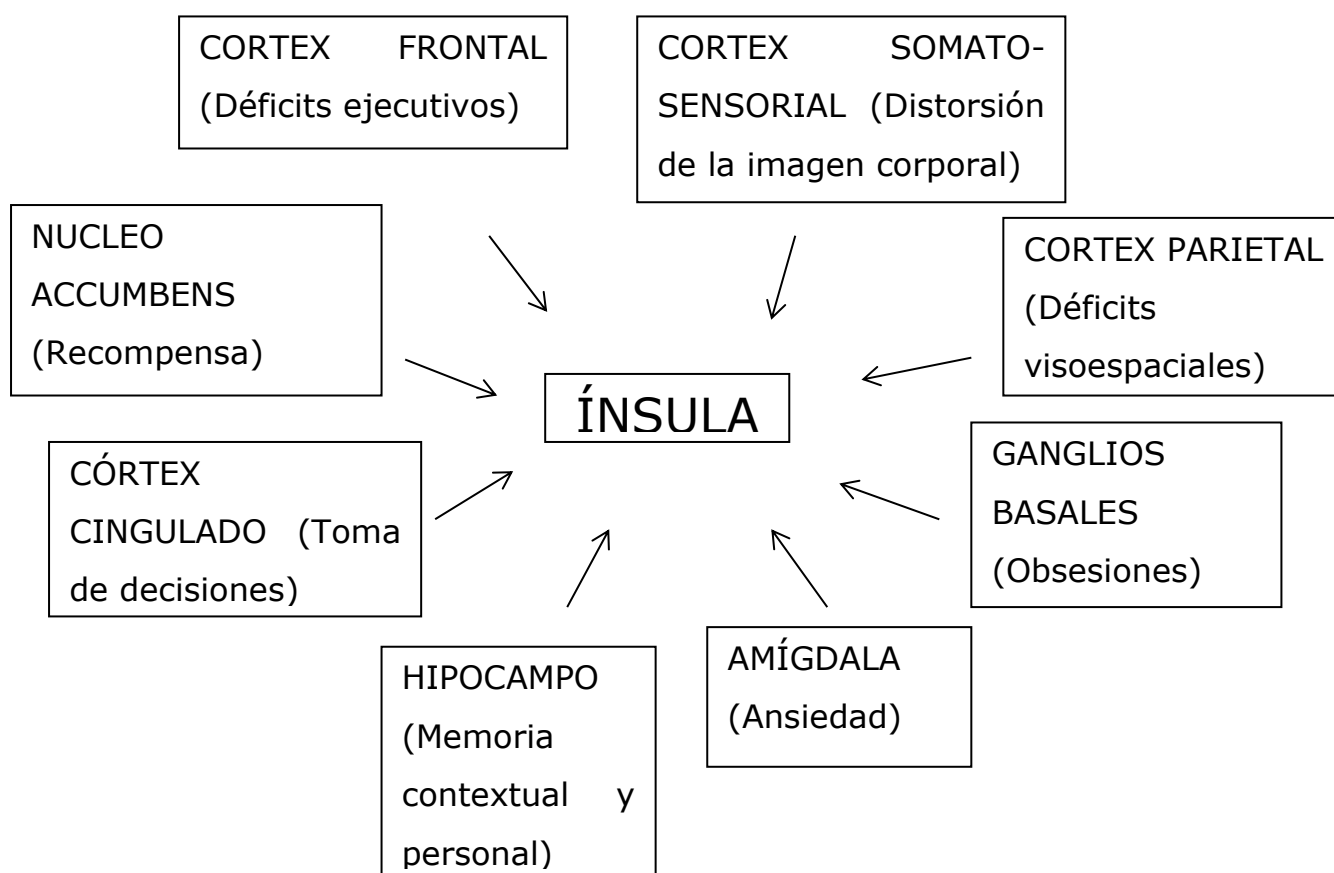 CORTEX FRONTAL
(Déficits ejecutivos)
CORTEX SOMATO-
SENSORIAL (Distorsión
de la imagen corporal)
NUCLEO
ACCUMBENS
(Recompensa)
CORTEX PARIETAL
(Déficits
visoespaciales)
ÍNSULA
CÓRTEX
CINGULADO (Toma
de decisiones)
GANGLIOS
BASALES
(Obsesiones)
HIPOCAMPO
(Memoria
contextual y
personal)
AMÍGDALA
(Ansiedad)